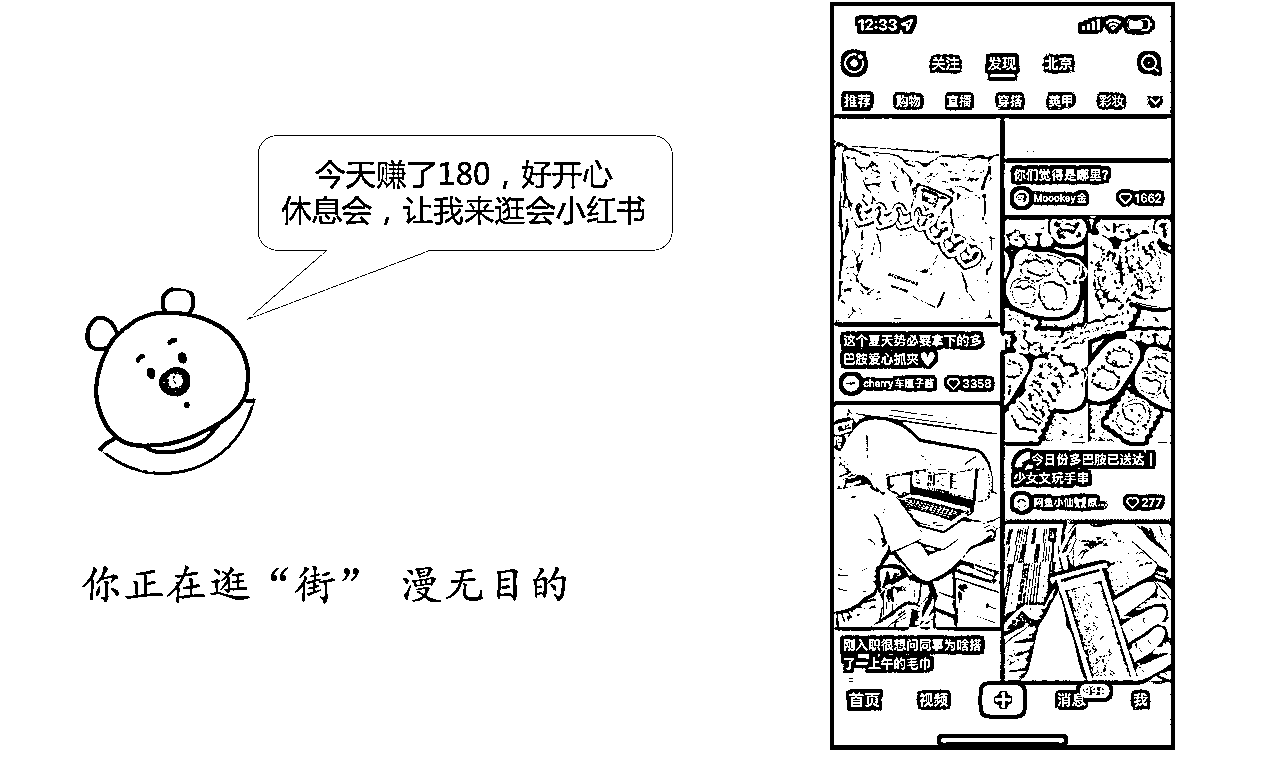 今天赚了180，好开心
休息会，让我来逛会小红书
你正在逛“街” 漫无目的
12:33
关注 发现 北京
推荐 购物 直播 穿搭 美甲 彩妆
这个夏天势必要拿下的多
巴胺爱心抓夹
3358
刚入职很想问同事为啥搭
了一上午的毛巾
你们觉得是哪里?
Moookey金 1662
今日份多巴胺已送达丨
少女文玩手串
277
首页 视频 消息 我